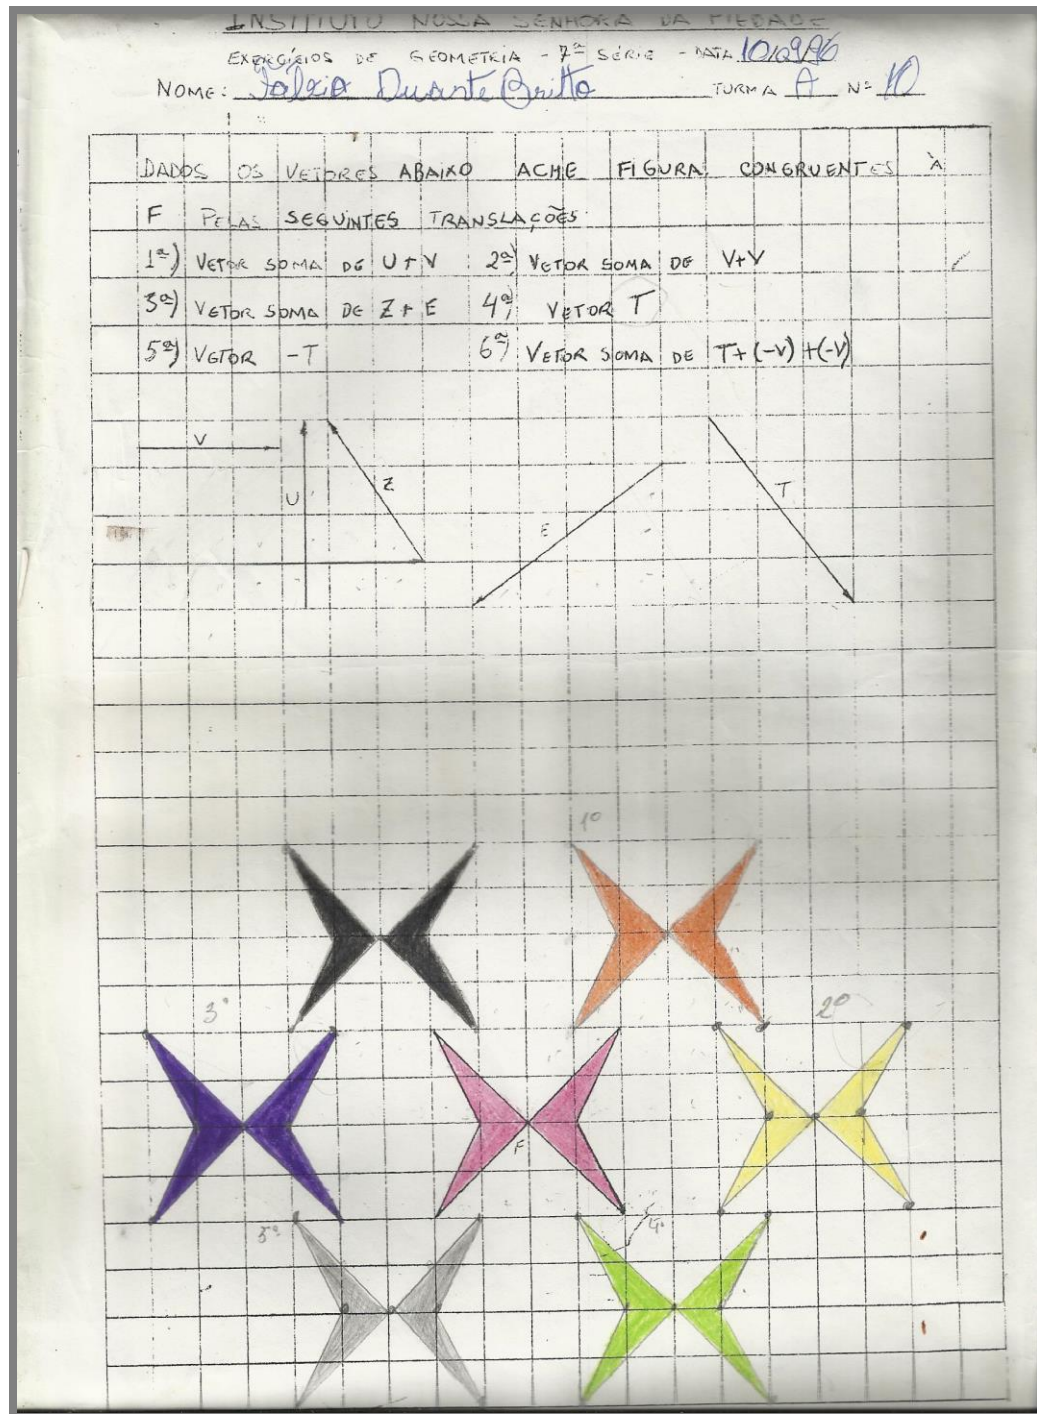 INSTITUTO NOSSA SENHORA DA PIEDADE
EXERCÍCIOS DE GEOMETRIA - 7ª SÉRIE - DATA 10/09/96
NOME: Duarte Britto TURMA A Nº 10
DADOS OS VETORES ABAIXO ACHE FIGURA CONGRUENTES À
F PELAS SEGUINTES TRANSLAÇÕES:
1ª) VETOR SOMA DE U+V 2ª) VETOR SOMA DE V+V
3ª) VETOR SOMA DE Z+E 4ª) VETOR T
5ª) VETOR -T 6ª) VETOR SOMA DE T+(-V)+(-V)
V
U
Z
E
T
1º
3º
2º
F
5º
4º